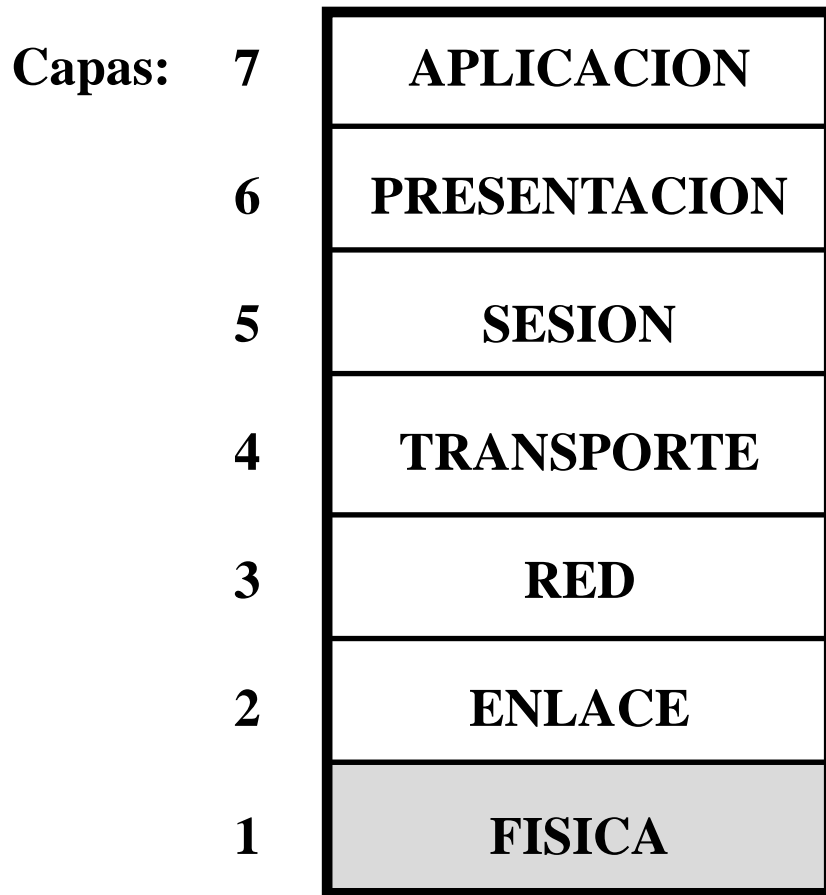 Capas: 7 APLICACION
6 PRESENTACION
5 SESION
4 TRANSPORTE
3 RED
2 ENLACE
1 FISICA